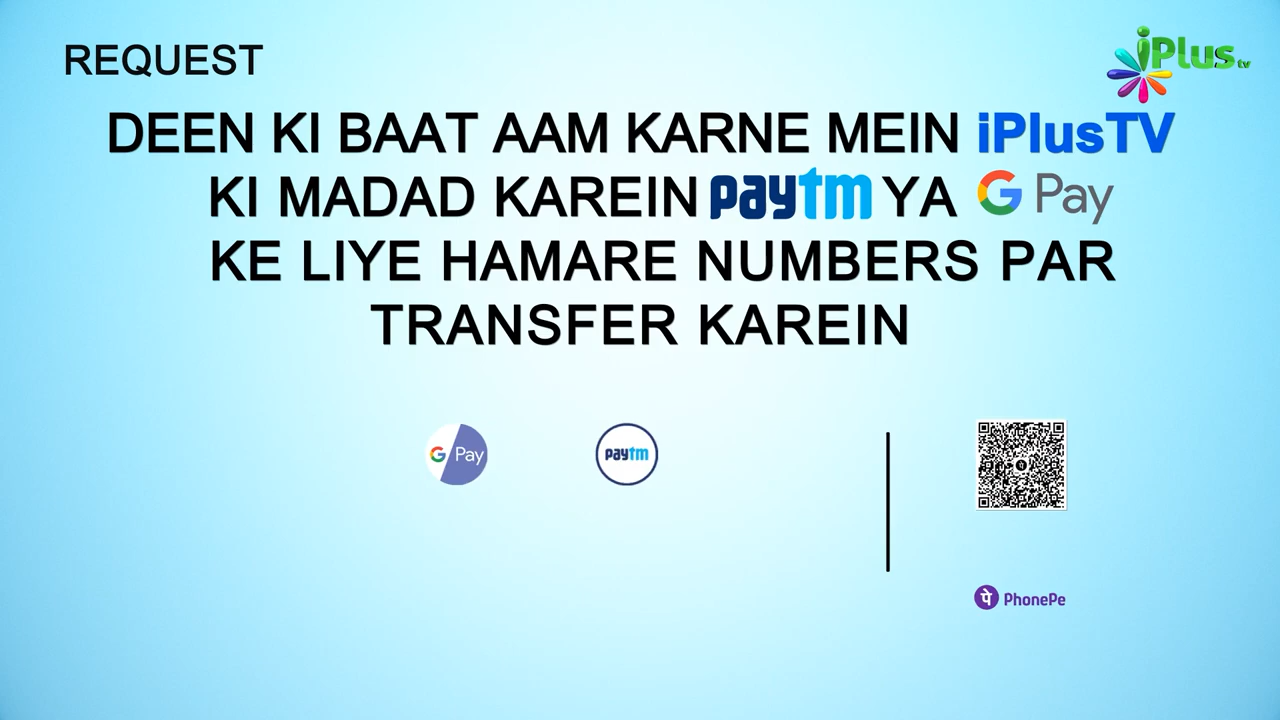 REQUEST
iPlus tv
DEEN KI BAAT AAM KARNE MEIN iPlusTV
KI MADAD KAREIN paytm YA G Pay
KE LIYE HAMARE NUMBERS PAR
TRANSFER KAREIN
G Pay
paytm
पे PhonePe